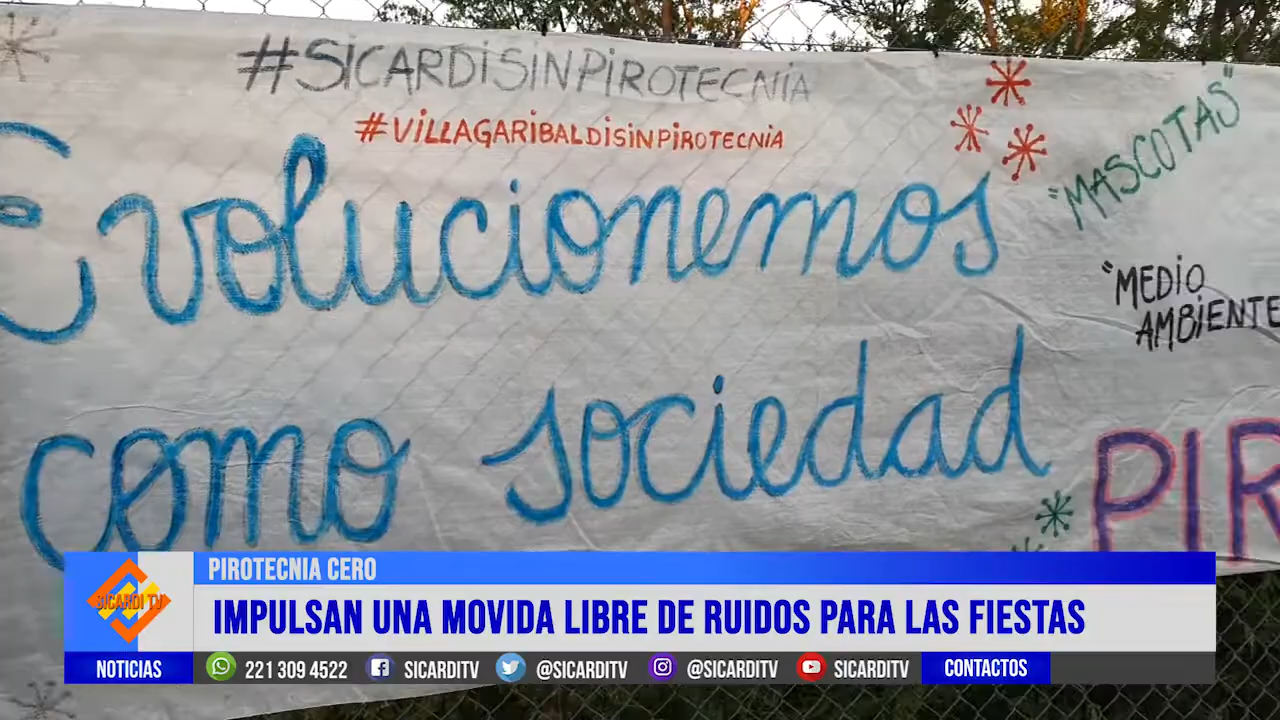 #SICARDISINPIROTECNIA
#VILLAGARIBALDISINPIROTECNIA
Evolucionemos
como sociedad
"MASCOTAS"
"MEDIO
AMBIENTE
PIR
PIROTECNIA CERO
SICARDI TV
IMPULSAN UNA MOVIDA LIBRE DE RUIDOS PARA LAS FIESTAS
NOTICIAS
221 309 4522
SICARDITV
@SICARDITV
@SICARDITV
SICARDITV
CONTACTOS